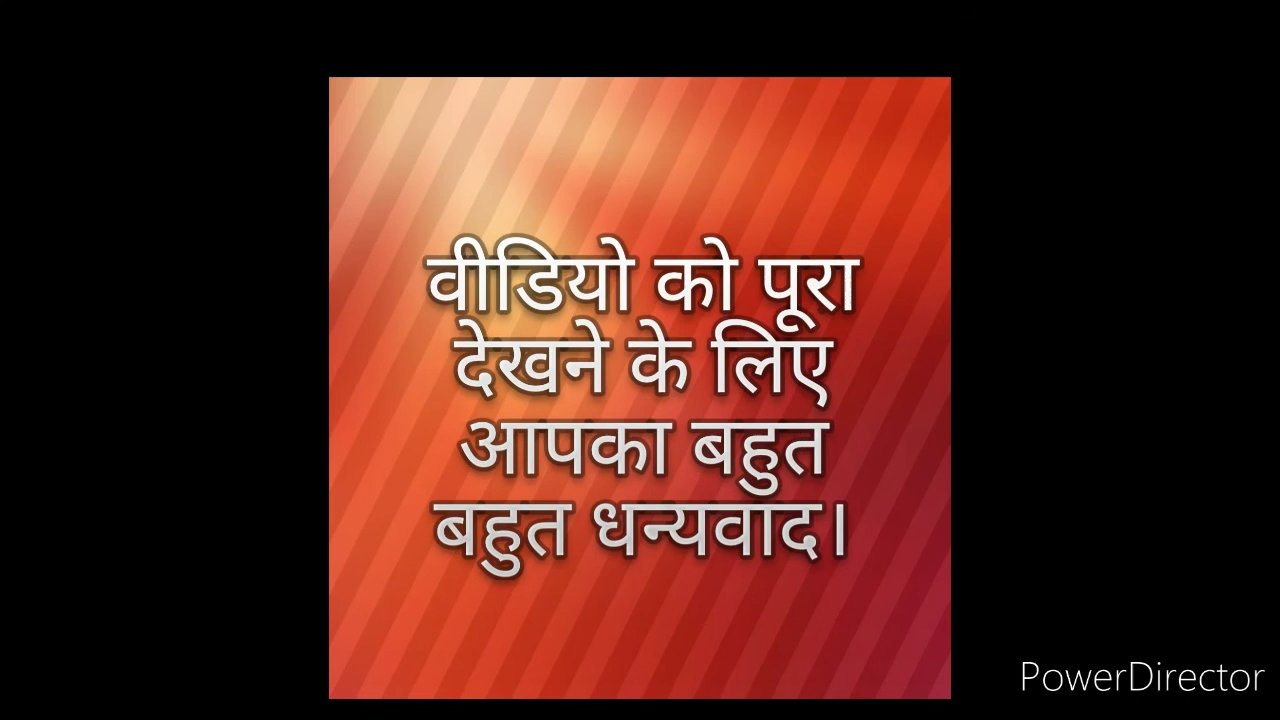 वीडियो को पूरा
देखने के लिए
आपका बहुत
बहुत धन्यवाद।
PowerDirector